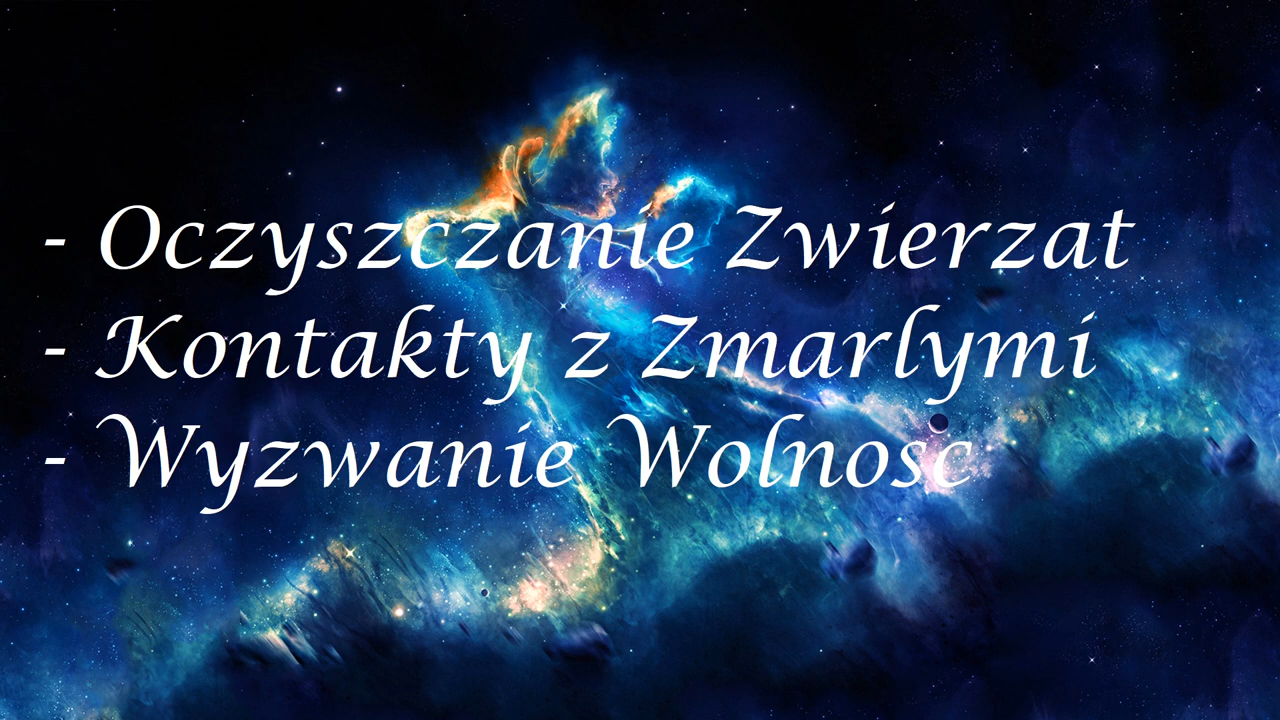 - Oczyszczanie Zwierzat
- Kontakty z Zmarlymi
- Wyzwanie Wolnosc